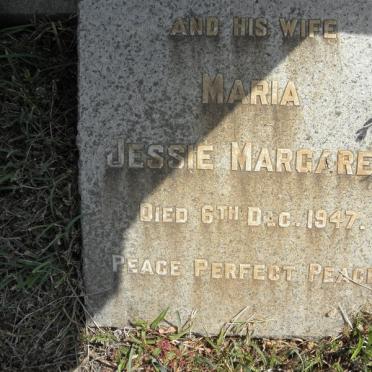 AND HIS WIFE
MARIA
JESSIE MARGARE
DIED 6TH DEC. 1947.
PEACE PERFECT PEAC